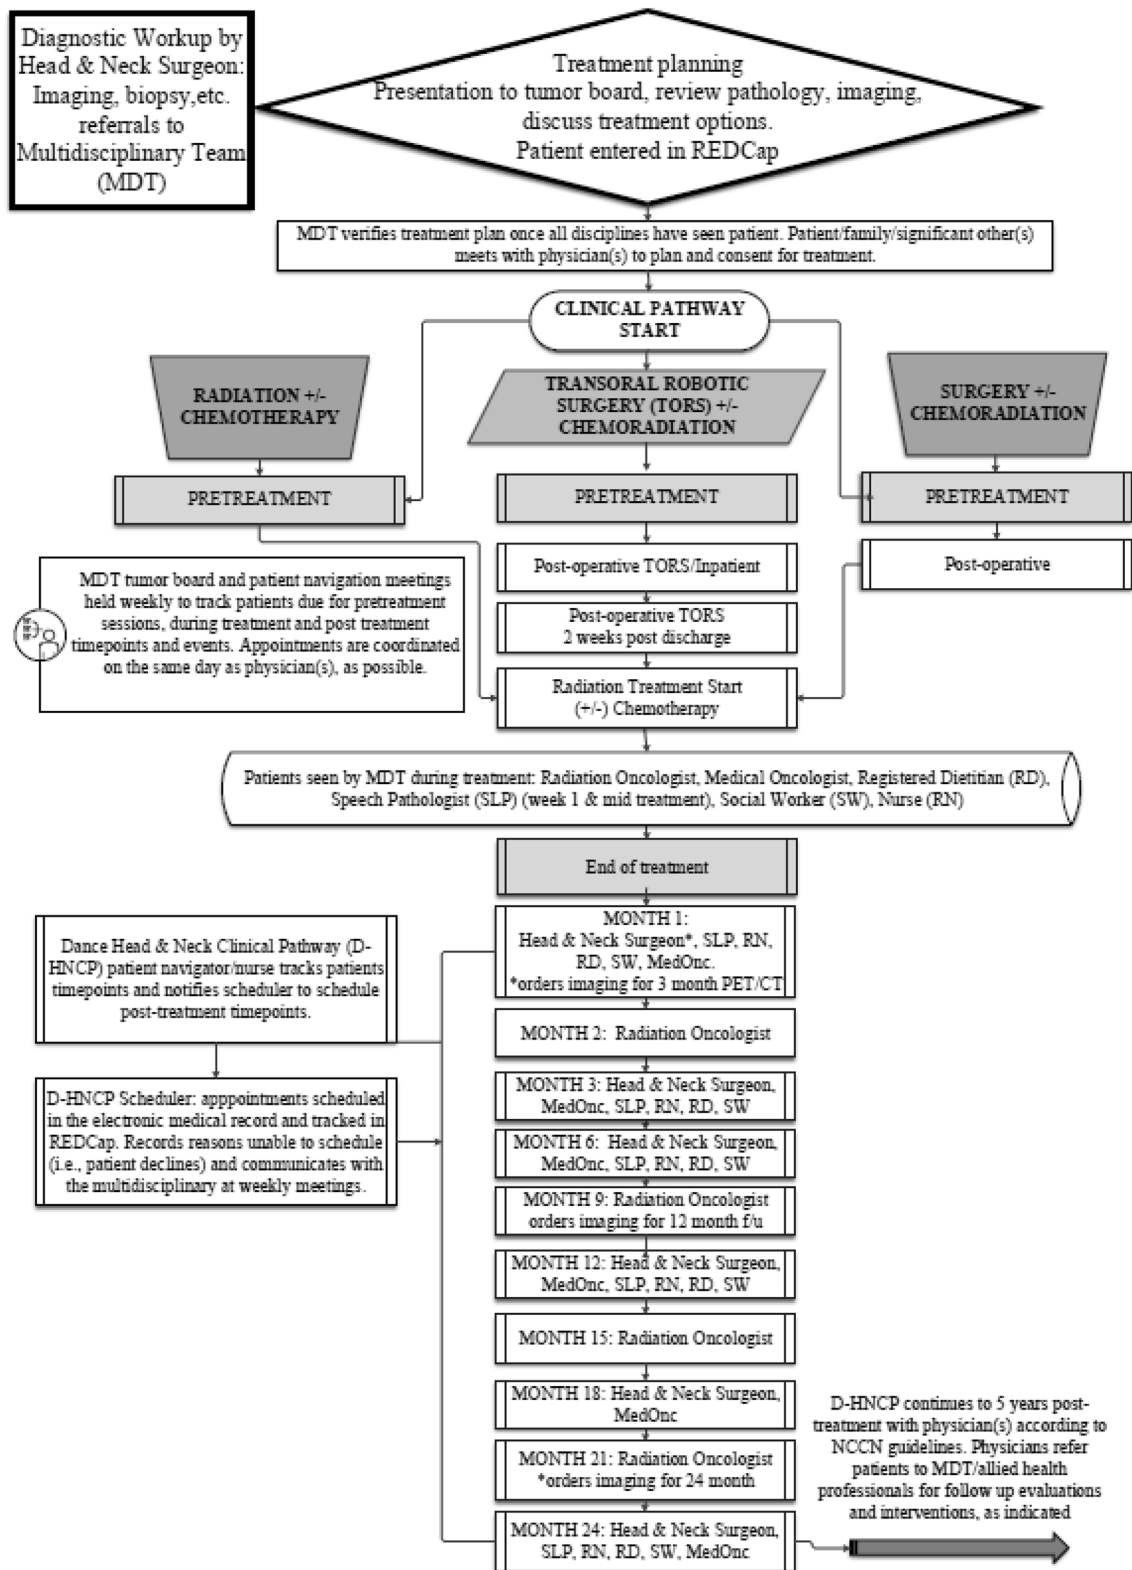 Diagnostic Workup by
Head & Neck Surgeon:
Imaging, biopsy,etc.
referrals to
Multidisciplinary Team
(MDT)
Treatment planning
Presentation to tumor board, review pathology, imaging,
discuss treatment options.
Patient entered in REDCap
MDT verifies treatment plan once all disciplines have seen patient. Patient/family/significant other(s)
meets with physician(s) to plan and consent for treatment.
CLINICAL PATHWAY
START
RADIATION +/-
CHEMOTHERAPY
TRANSORAL ROBOTIC
SURGERY (TORS) +/-
CHEMORADIATION
SURGERY +/-
CHEMORADIATION
PRETREATMENT
PRETREATMENT
PRETREATMENT
Post-operative TORS/Inpatient
Post-operative
MDT tumor board and patient navigation meetings
held weekly to track patients due for pretreatment
sessions, during treatment and post treatment
timepoints and events. Appointments are coordinated
on the same day as physician(s), as possible.
Post-operative TORS
2 weeks post discharge
Radiation Treatment Start
(+/-) Chemotherapy
Patients seen by MDT during treatment: Radiation Oncologist, Medical Oncologist, Registered Dietitian (RD),
Speech Pathologist (SLP) (week 1 & mid treatment), Social Worker (SW), Nurse (RN)
End of treatment
MONTH 1:
Head & Neck Surgeon*, SLP, RN,
RD, SW, MedOnc.
*orders imaging for 3 month PET/CT
Dance Head & Neck Clinical Pathway (D-
HNCP) patient navigator/nurse tracks patients
timepoints and notifies scheduler to schedule
post-treatment timepoints.
MONTH 2: Radiation Oncologist
D-HNCP Scheduler: apppointments scheduled
in the electronic medical record and tracked in
REDCap. Records reasons unable to schedule
(i.e., patient declines) and communicates with
the multidisciplinary at weekly meetings.
MONTH 3: Head & Neck Surgeon,
MedOnc, SLP, RN, RD, SW
MONTH 6: Head & Neck Surgeon,
MedOnc, SLP, RN, RD, SW
MONTH 9: Radiation Oncologist
orders imaging for 12 month f/u
MONTH 12: Head & Neck Surgeon,
MedOnc, SLP, RN, RD, SW
MONTH 15: Radiation Oncologist
MONTH 18: Head & Neck Surgeon,
MedOnc
MONTH 21: Radiation Oncologist
*orders imaging for 24 month
MONTH 24: Head & Neck Surgeon,
SLP, RN, RD, SW, MedOnc
D-HNCP continues to 5 years post-
treatment with physician(s) according to
NCCN guidelines. Physicians refer
patients to MDT/allied health
professionals for follow up evaluations
and interventions, as indicated